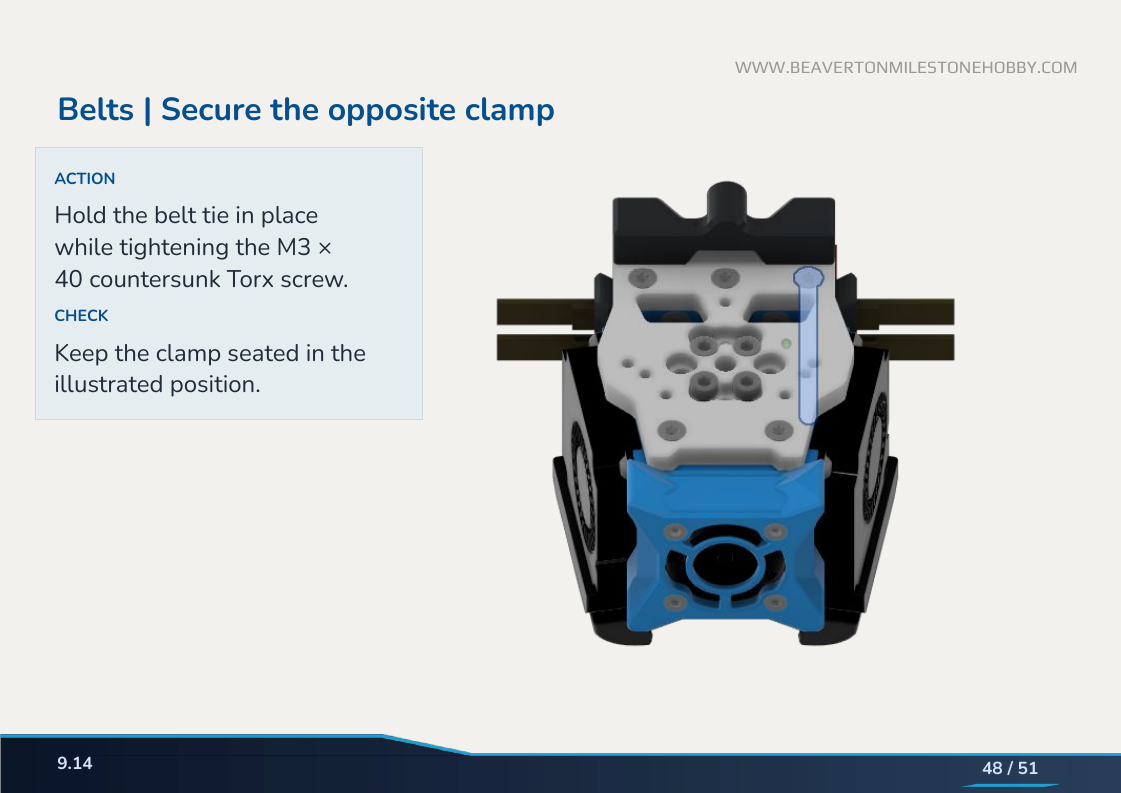 WWW.BEAVERTONMILESTONEHOBBY.COM
Belts | Secure the opposite clamp
ACTION
Hold the belt tie in place
while tightening the M3 ×
40 countersunk Torx screw.
CHECK
Keep the clamp seated in the
illustrated position.
9.14
48 / 51